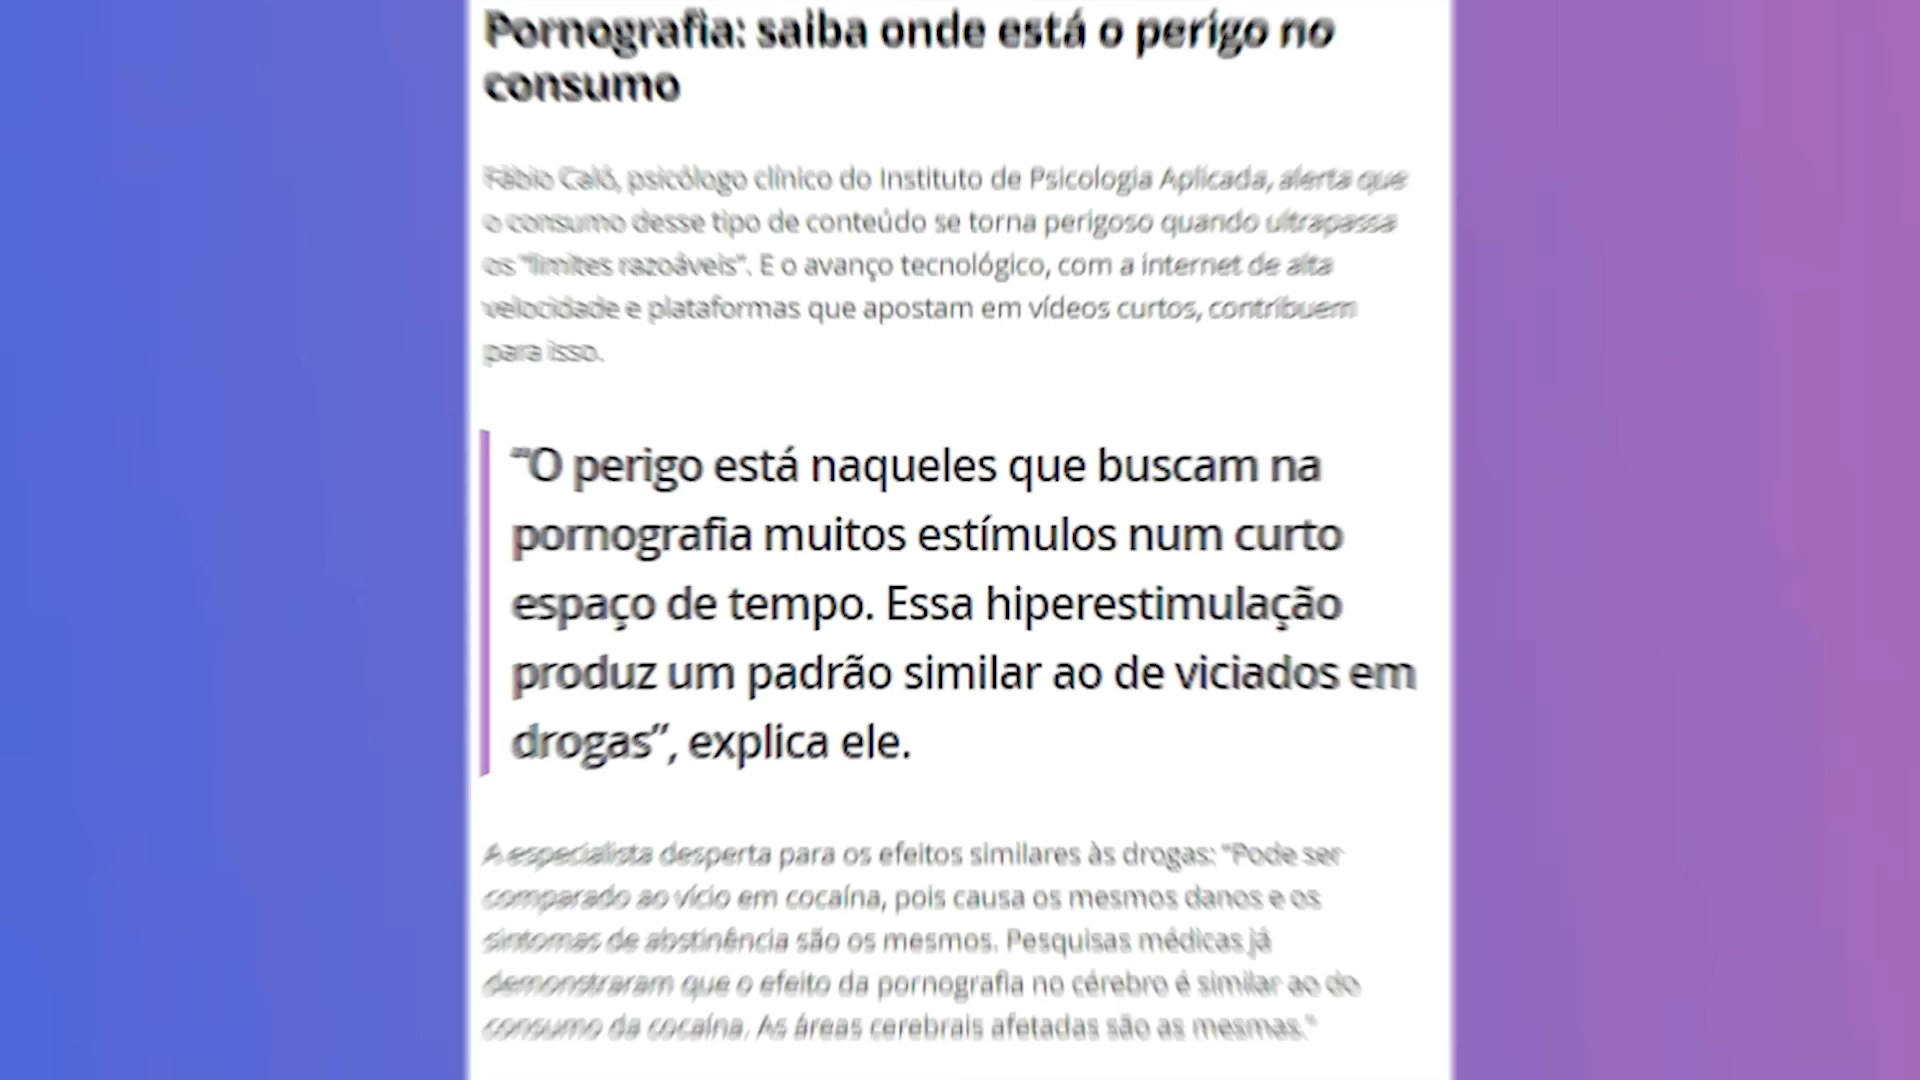 Pornografia: saiba onde está o perigo no
consumo
Fábio Caló, psicólogo clínico do Instituto de Psicologia Aplicada, alerta que
o consumo desse tipo de conteúdo se torna perigoso quando ultrapassa
os "limites razoáveis". E o avanço tecnológico, com a internet de alta
velocidade e plataformas que apostam em vídeos curtos, contribuem
para isso.
“O perigo está naqueles que buscam na
pornografia muitos estímulos num curto
espaço de tempo. Essa hiperestimulação
produz um padrão similar ao de viciados em
drogas”, explica ele.
A especialista desperta para os efeitos similares às drogas: "Pode ser
comparado ao vício em cocaína, pois causa os mesmos danos e os
sintomas de abstinência são os mesmos. Pesquisas médicas já
demonstraram que o efeito da pornografia no cérebro é similar ao do
consumo da cocaína. As áreas cerebrais afetadas são as mesmas."